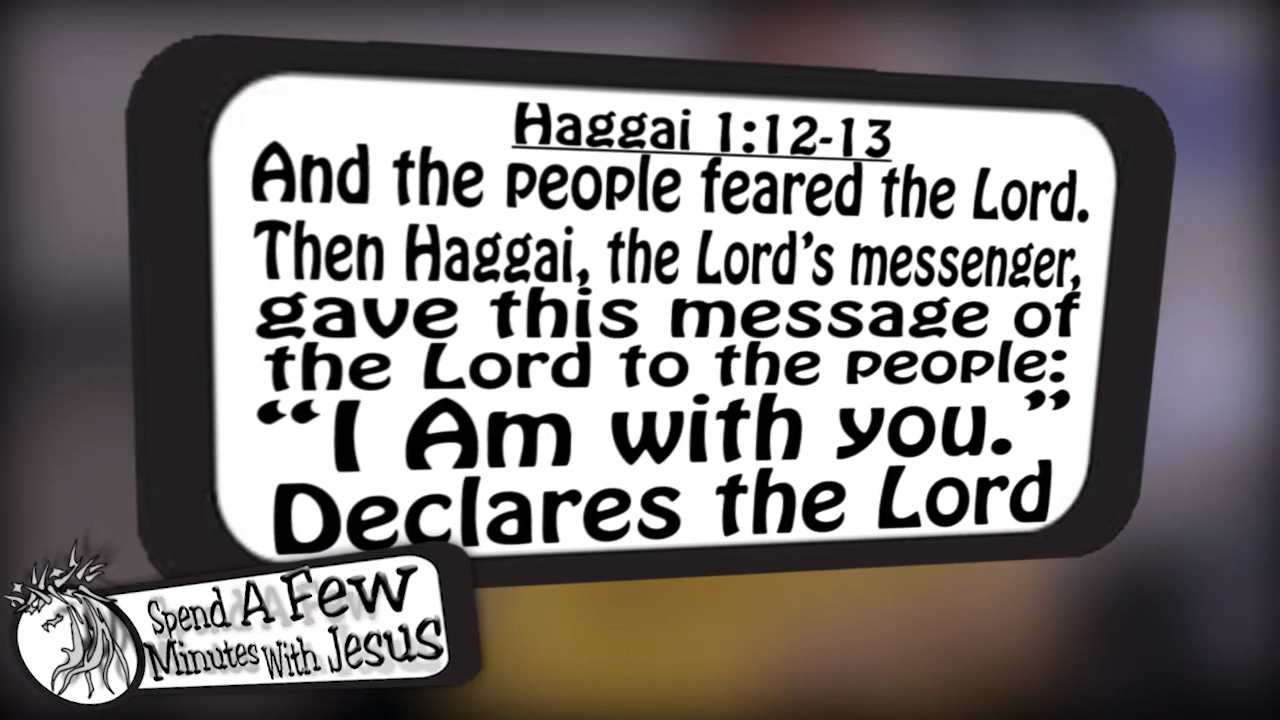 Haggai 1:12-13
And the people feared the Lord.
Then Haggai, the Lord’s messenger,
gave this message of
the Lord to the people:
“I Am with you.”
Declares the Lord
Spend A Few
Minutes With Jesus